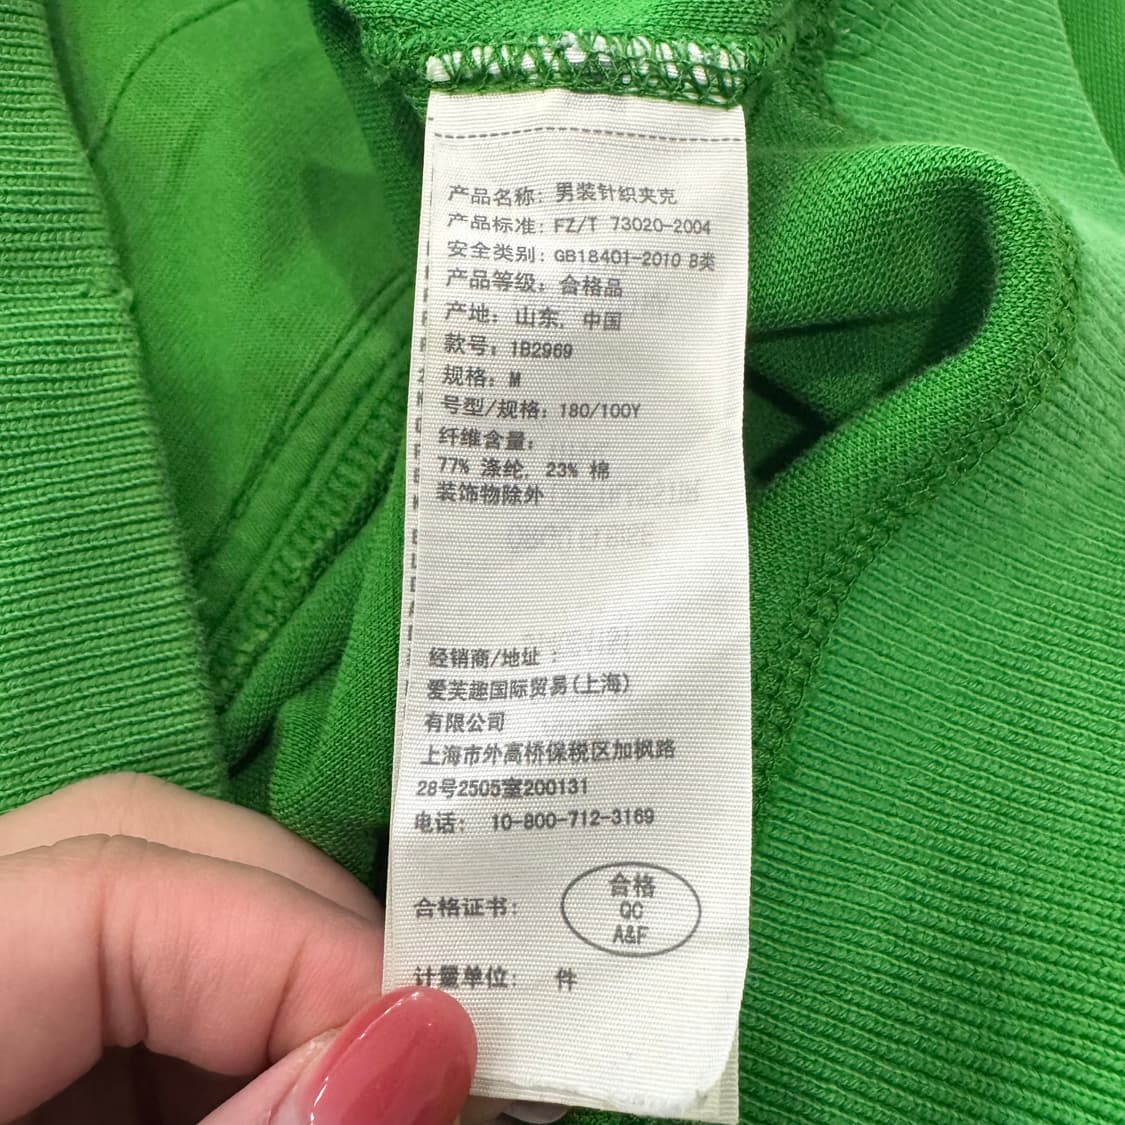 产品名称: 男装针织夹克
产品标准: FZ/T 73020-2004
安全类别: GB18401-2010 B类
产品等级: 合格品
产地: 山东, 中国
款号: 1B2969
规格: M
号型/规格: 180/100Y
纤维含量:
77% 涤纶, 23% 棉
装饰物除外
经销商/地址 :
爱芙趣国际贸易(上海)
有限公司
上海市外高桥保税区加枫路
28号2505室200131
电话: 10-800-712-3169
合格证书:
合格
QC
A&F
计量单位: 件